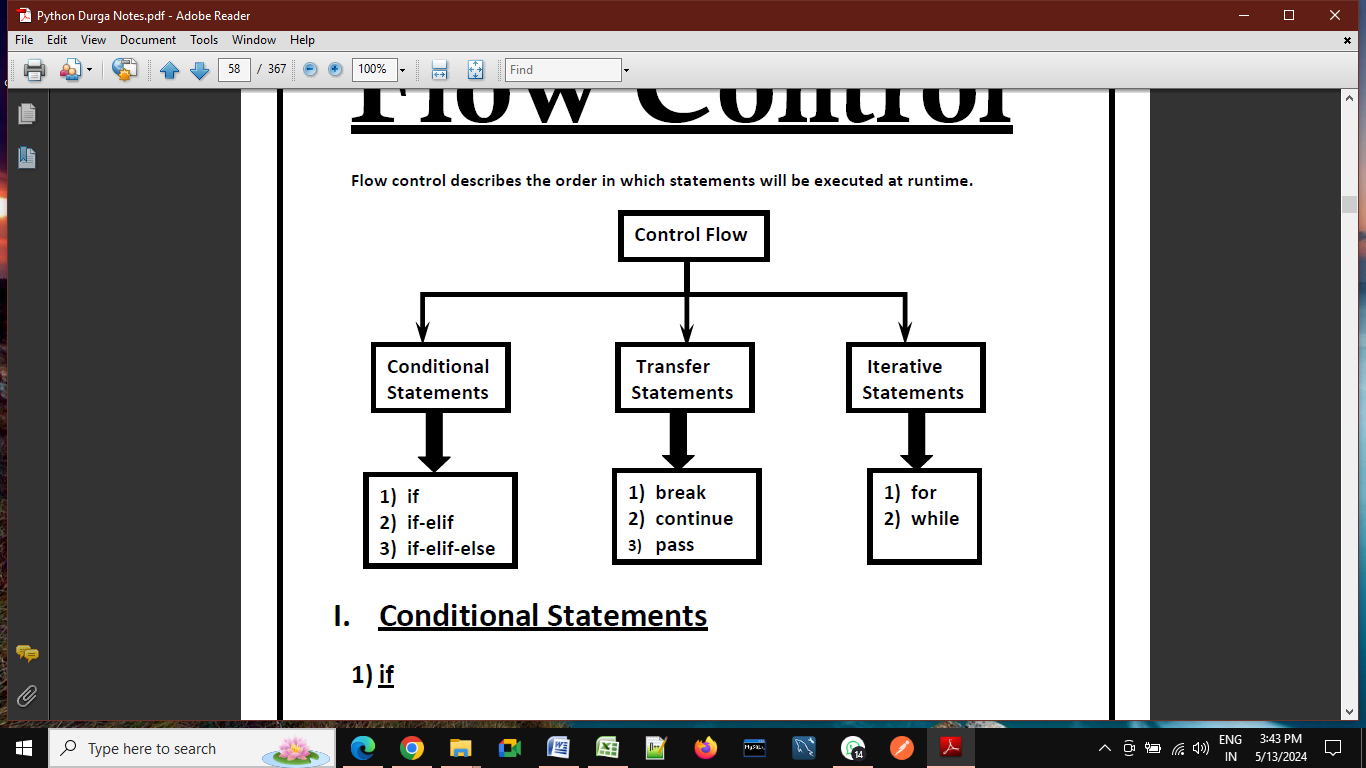 Python Durga Notes.pdf - Adobe Reader
File Edit View Document Tools Window Help
58 / 367 100% Find
Flow Control
Flow control describes the order in which statements will be executed at runtime.
Control Flow
Conditional
Statements
Transfer
Statements
Iterative
Statements
1) if
2) if-elif
3) if-elif-else
1) break
2) continue
3) pass
1) for
2) while
I. Conditional Statements
1) if
Type here to search
MySQL
14
ENG
IN
3:43 PM
5/13/2024